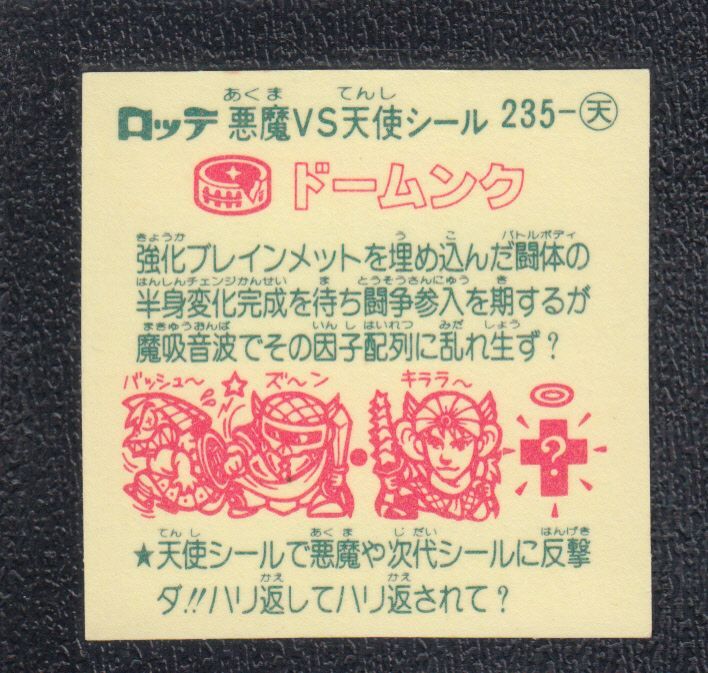 ロッテ 悪魔VS天使シール 235-天
あくま てんし
ドームンク
きょうか う こ バトルボディ
強化ブレインメットを埋め込んだ闘体の
はんしんチェンジかんせい ま とうそうさんにゅう き
半身変化完成を待ち闘争参入を期するが
まきゅうおんぱ いんし はいれつ みだ しょう
魔吸音波でその因子配列に乱れ生ず?
バッシュ〜 ズ〜ン キララ〜
?
てんし あくま じだい はんげき
★天使シールで悪魔や次代シールに反撃
かえ かえ
ダ!!ハリ返してハリ返されて?